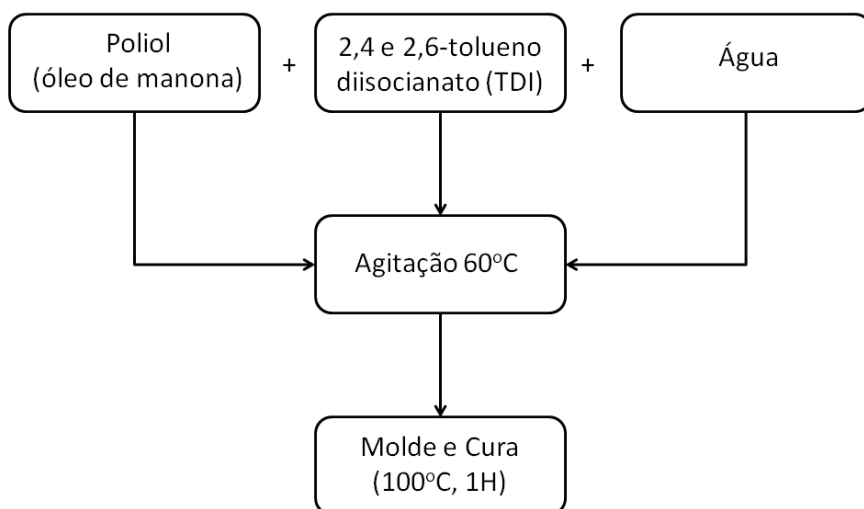 Poliol
(óleo de manona)
+
2,4 e 2,6-tolueno
diisocianato (TDI)
+
Água
Agitação 60°C
Molde e Cura
(100°C, 1H)